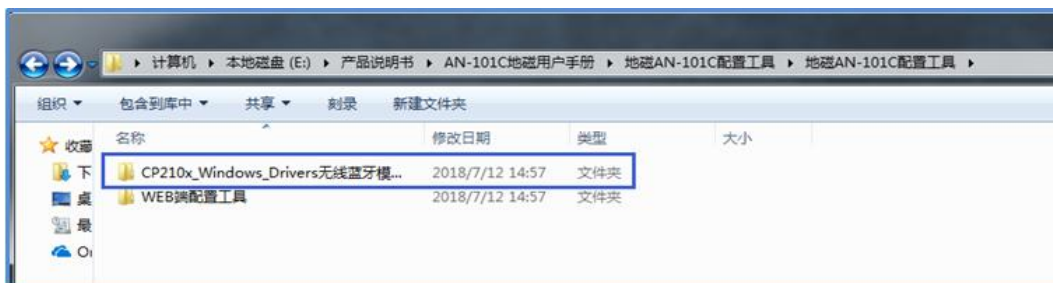 计算机 ▸ 本地磁盘 (E:) ▸ 产品说明书 ▸ AN-101C地磁用户手册 ▸ 地磁AN-101C配置工具 ▸ 地磁AN-101C配置工具 ▸
组织 ▾ 包含到库中 ▾ 共享 ▾ 刻录 新建文件夹
名称 修改日期 类型 大小
收藏
下 CP210x_Windows_Drivers无线蓝牙模... 2018/7/12 14:57 文件夹
桌 WEB端配置工具 2018/7/12 14:57 文件夹
最